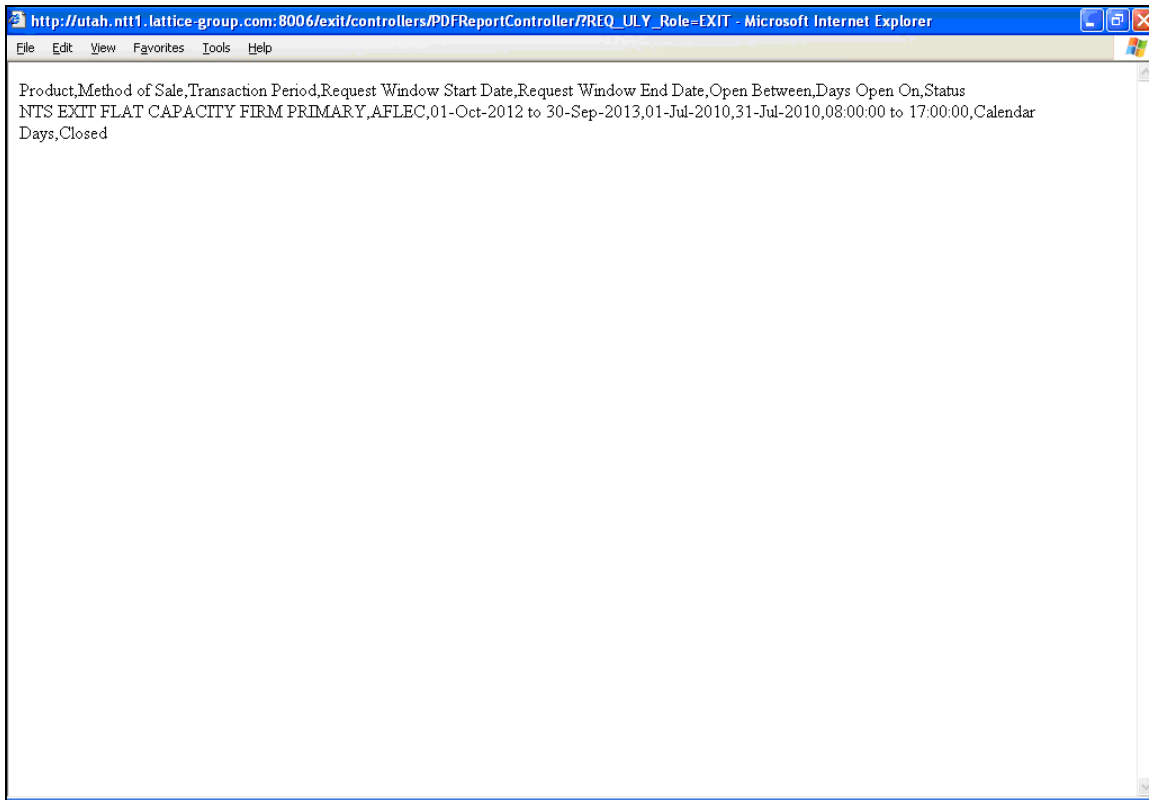 http://utah.ntt1.lattice-group.com:8006/exit/controllers/PDFReportController/?REQ_ULY_Role=EXIT - Microsoft Internet Explorer
File Edit View Favorites Tools Help
Product,Method of Sale,Transaction Period,Request Window Start Date,Request Window End Date,Open Between,Days Open On,Status
NTS EXIT FLAT CAPACITY FIRM PRIMARY,AFLEC,01-Oct-2012 to 30-Sep-2013,01-Jul-2010,31-Jul-2010,08:00:00 to 17:00:00,Calendar
Days,Closed